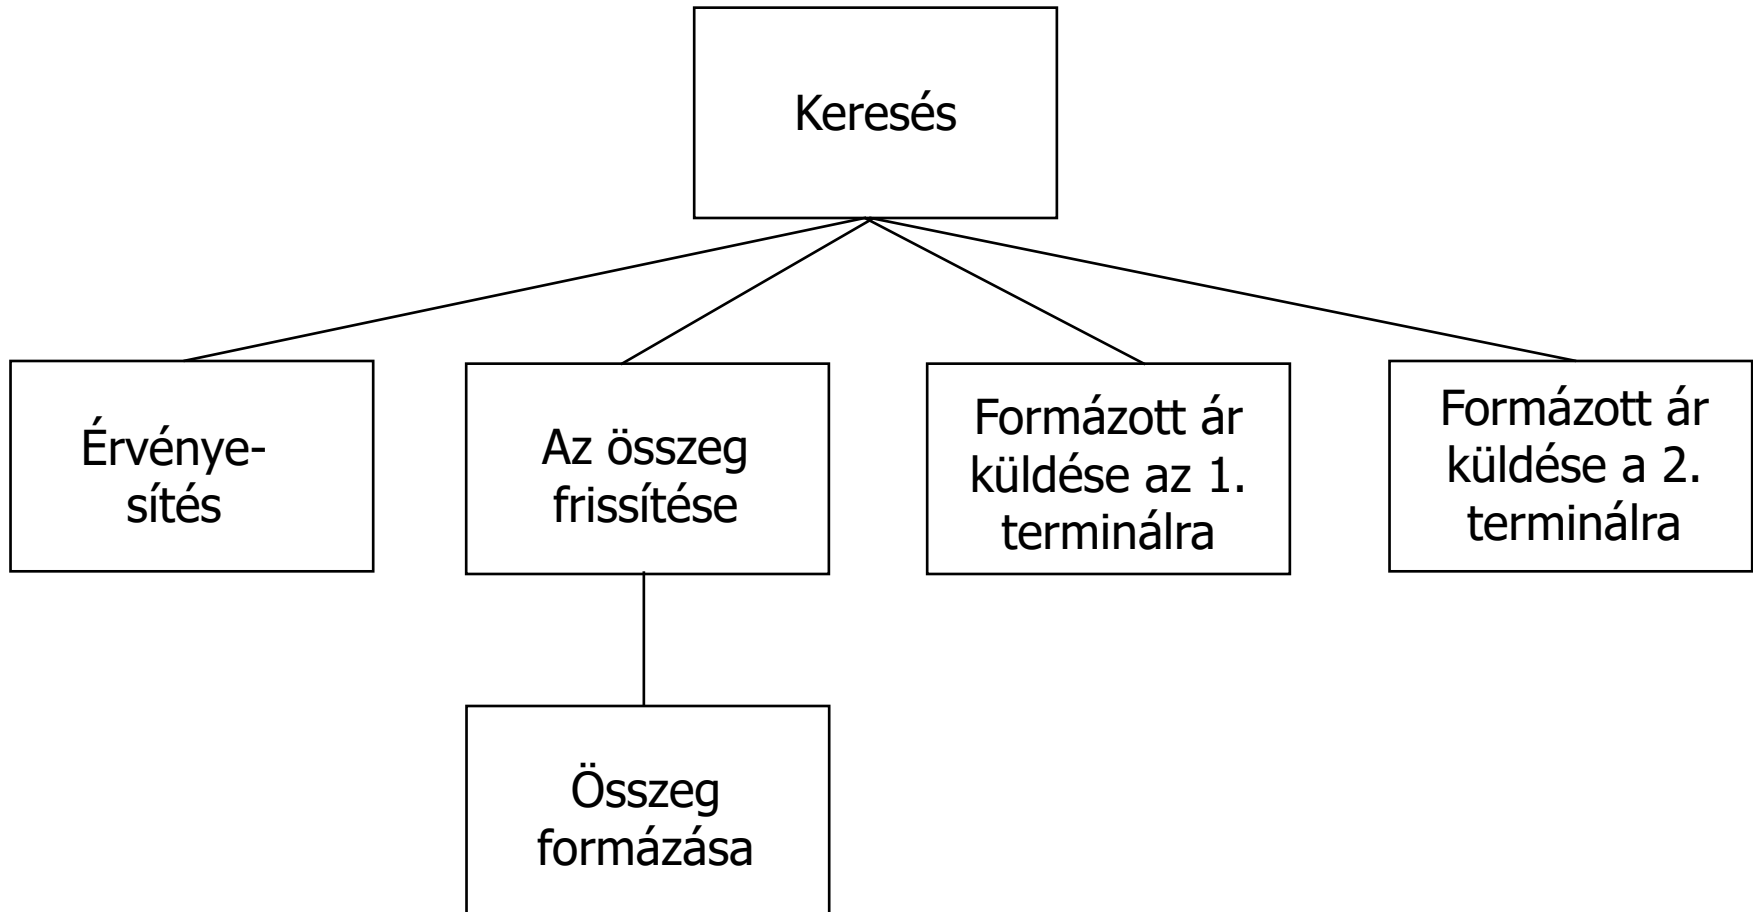 Keresés
Érvénye-
sítés
Az összeg
frissítése
Formázott ár
küldése az 1.
terminálra
Formázott ár
küldése a 2.
terminálra
Összeg
formázása